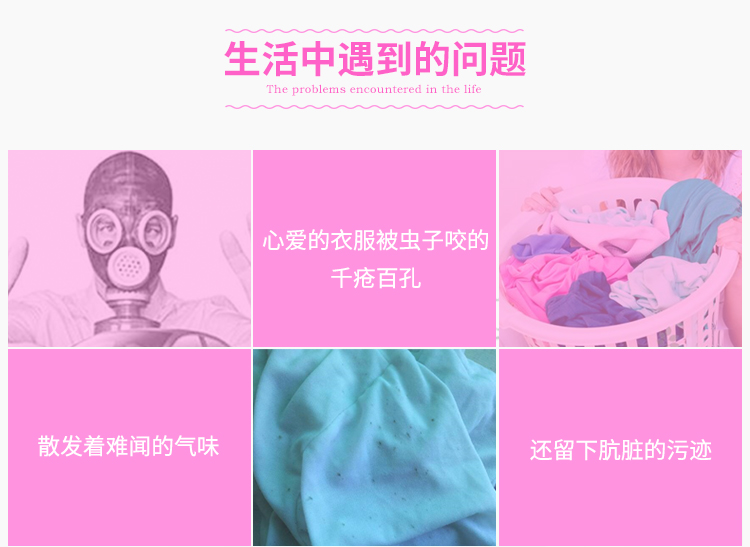 生活中遇到的问题
The problems encountered in the life
心爱的衣服被虫子咬的
千疮百孔
散发着难闻的气味
还留下肮脏的污迹